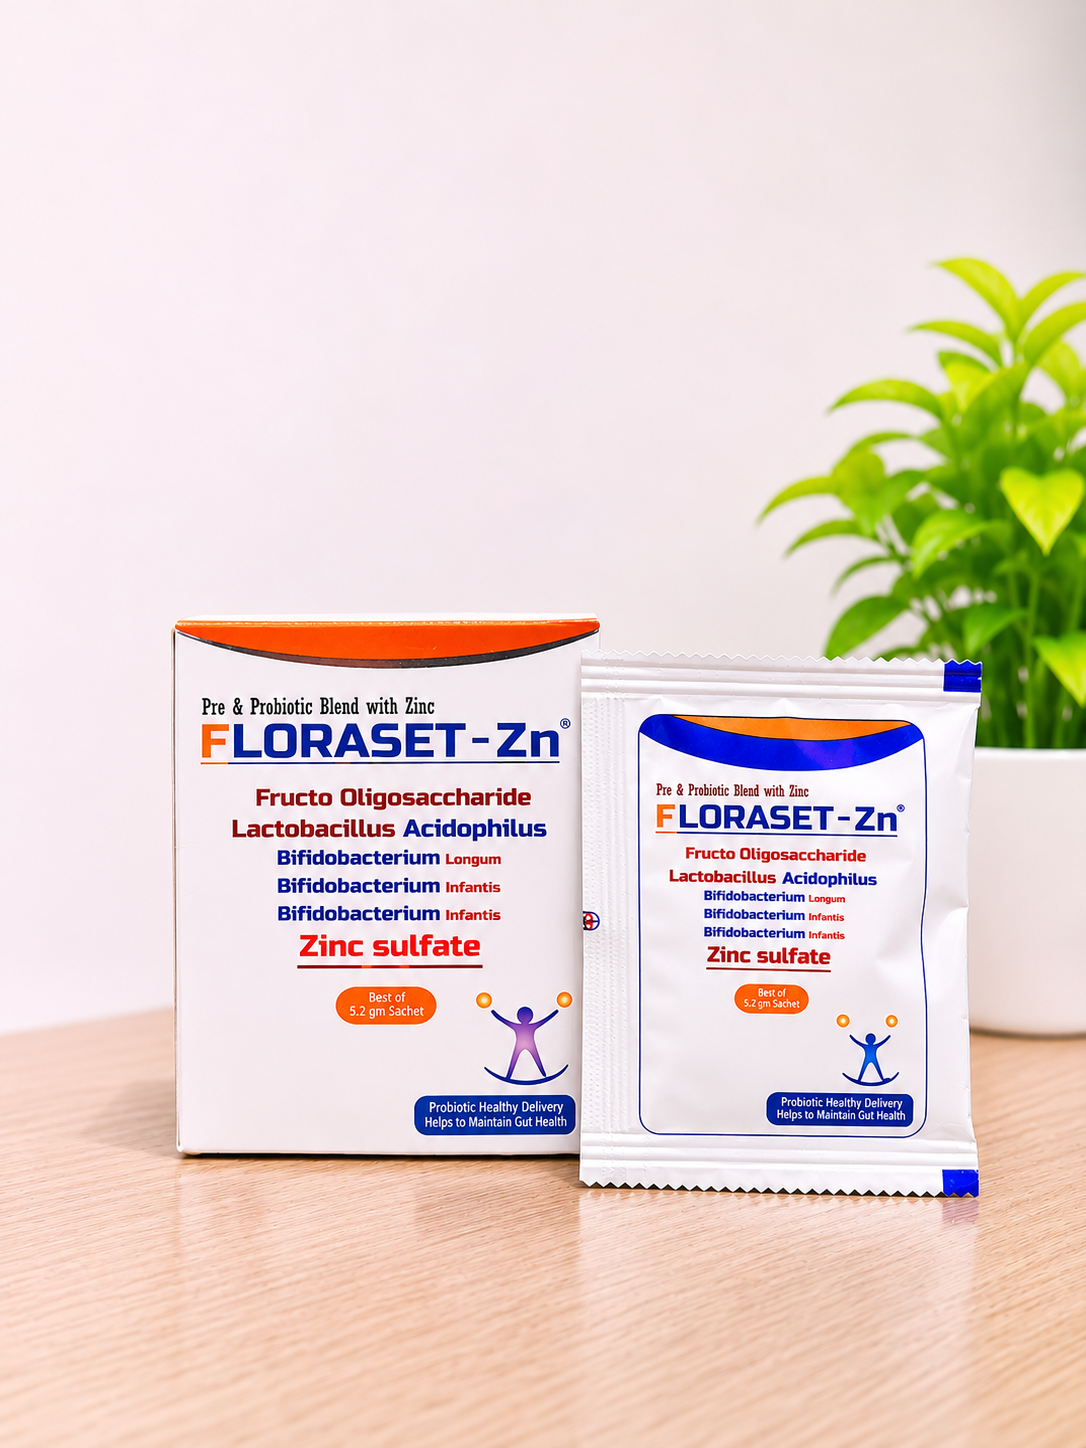 Pre & Probiotic Blend with Zinc
FLORASET-Zn®
Fructo Oligosaccharide
Lactobacillus Acidophilus
Bifidobacterium Longum
Bifidobacterium Infantis
Bifidobacterium Infantis
Zinc sulfate
Best of
5.2 gm Sachet
Probiotic Healthy Delivery
Helps to Maintain Gut Health
Pre & Probiotic Blend with Zinc
FLORASET-Zn®
Fructo Oligosaccharide
Lactobacillus Acidophilus
Bifidobacterium Longum
Bifidobacterium Infantis
Bifidobacterium Infantis
Zinc sulfate
Best of
5.2 gm Sachet
Probiotic Healthy Delivery
Helps to Maintain Gut Health